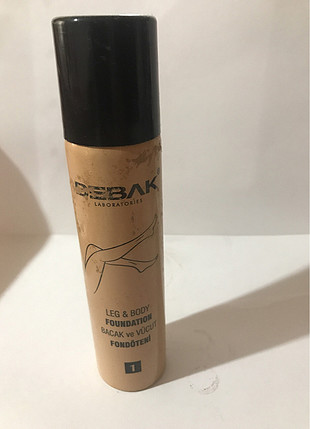 BEBAK
LABORATORIES
LEG & BODY
FOUNDATION
BACAK ve VÜCUT
FONDÖTENİ
1